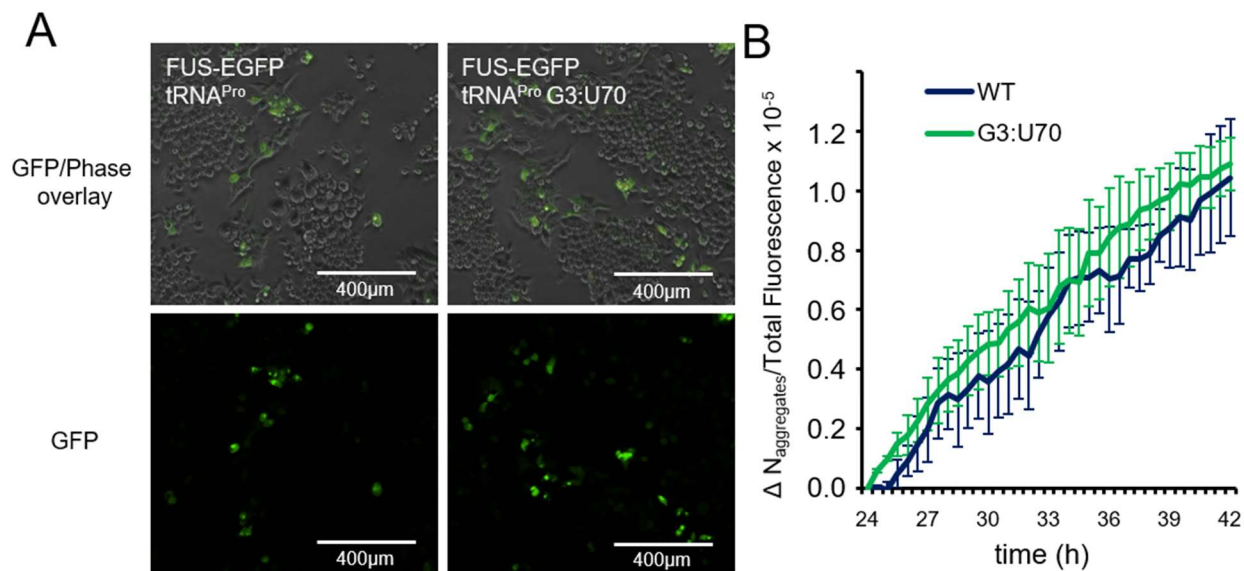 A
FUS-EGFP
tRNAPro
FUS-EGFP
tRNAPro G3:U70
GFP/Phase
overlay
400µm
400µm
GFP
400µm
400µm
B
WT
G3:U70
Δ Naggregates/Total Fluorescence x 10-5
1.2
1.0
0.8
0.6
0.4
0.2
0.0
24 27 30 33 36 39 42
time (h)